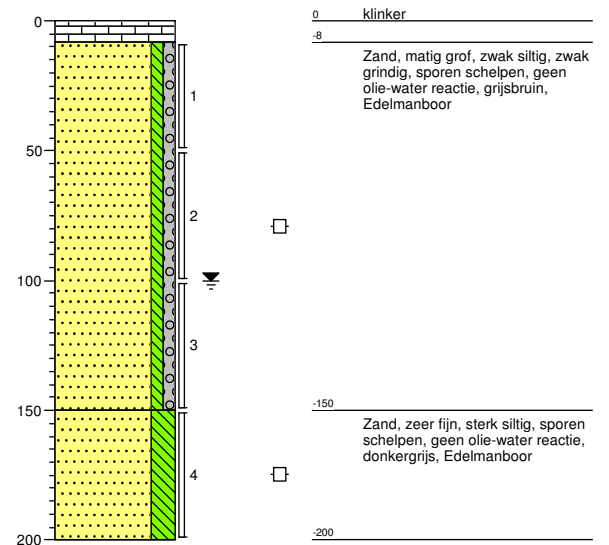 0
50
100
150
200
1
2
3
4
0 klinker
-8
Zand, matig grof, zwak siltig, zwak
grindig, sporen schelpen, geen
olie-water reactie, grijsbruin,
Edelmanboor
-150
Zand, zeer fijn, sterk siltig, sporen
schelpen, geen olie-water reactie,
donkergrijs, Edelmanboor
-200